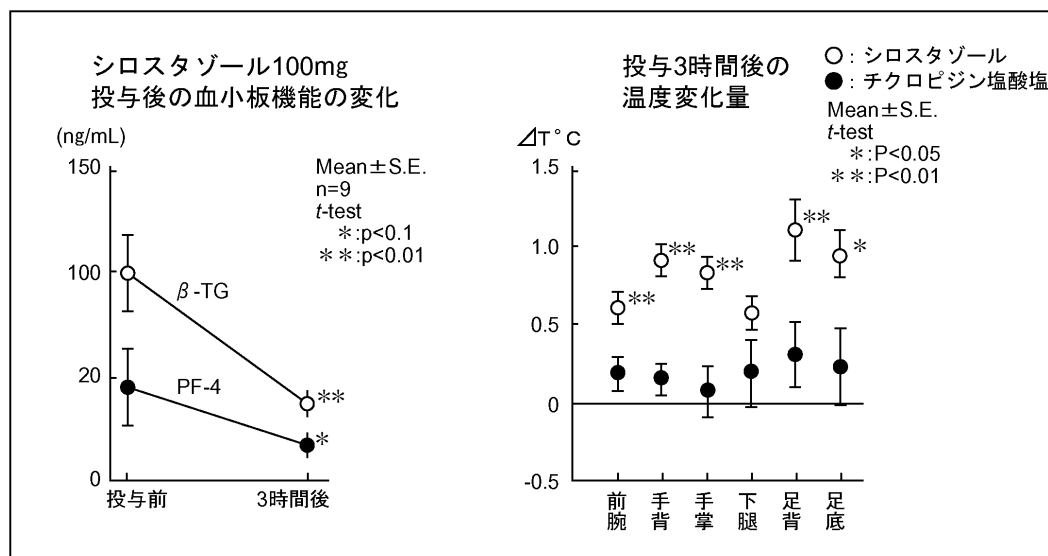 シロスタゾール100mg
投与後の血小板機能の変化
(ng/mL)
150
100
20
0
Mean±S.E.
n=9
t-test
＊:p<0.1
＊＊:p<0.01
β-TG
＊＊
PF-4
＊
投与前
3時間後
投与3時間後の
温度変化量
○: シロスタゾール
●: チクロピジン塩酸塩
Mean±S.E.
t-test
＊:P<0.05
＊＊:P<0.01
⊿T°C
1.5
1.0
0.5
0
-0.5
＊＊
＊＊
＊＊
＊＊
＊
前腕
手背
手掌
下腿
足背
足底